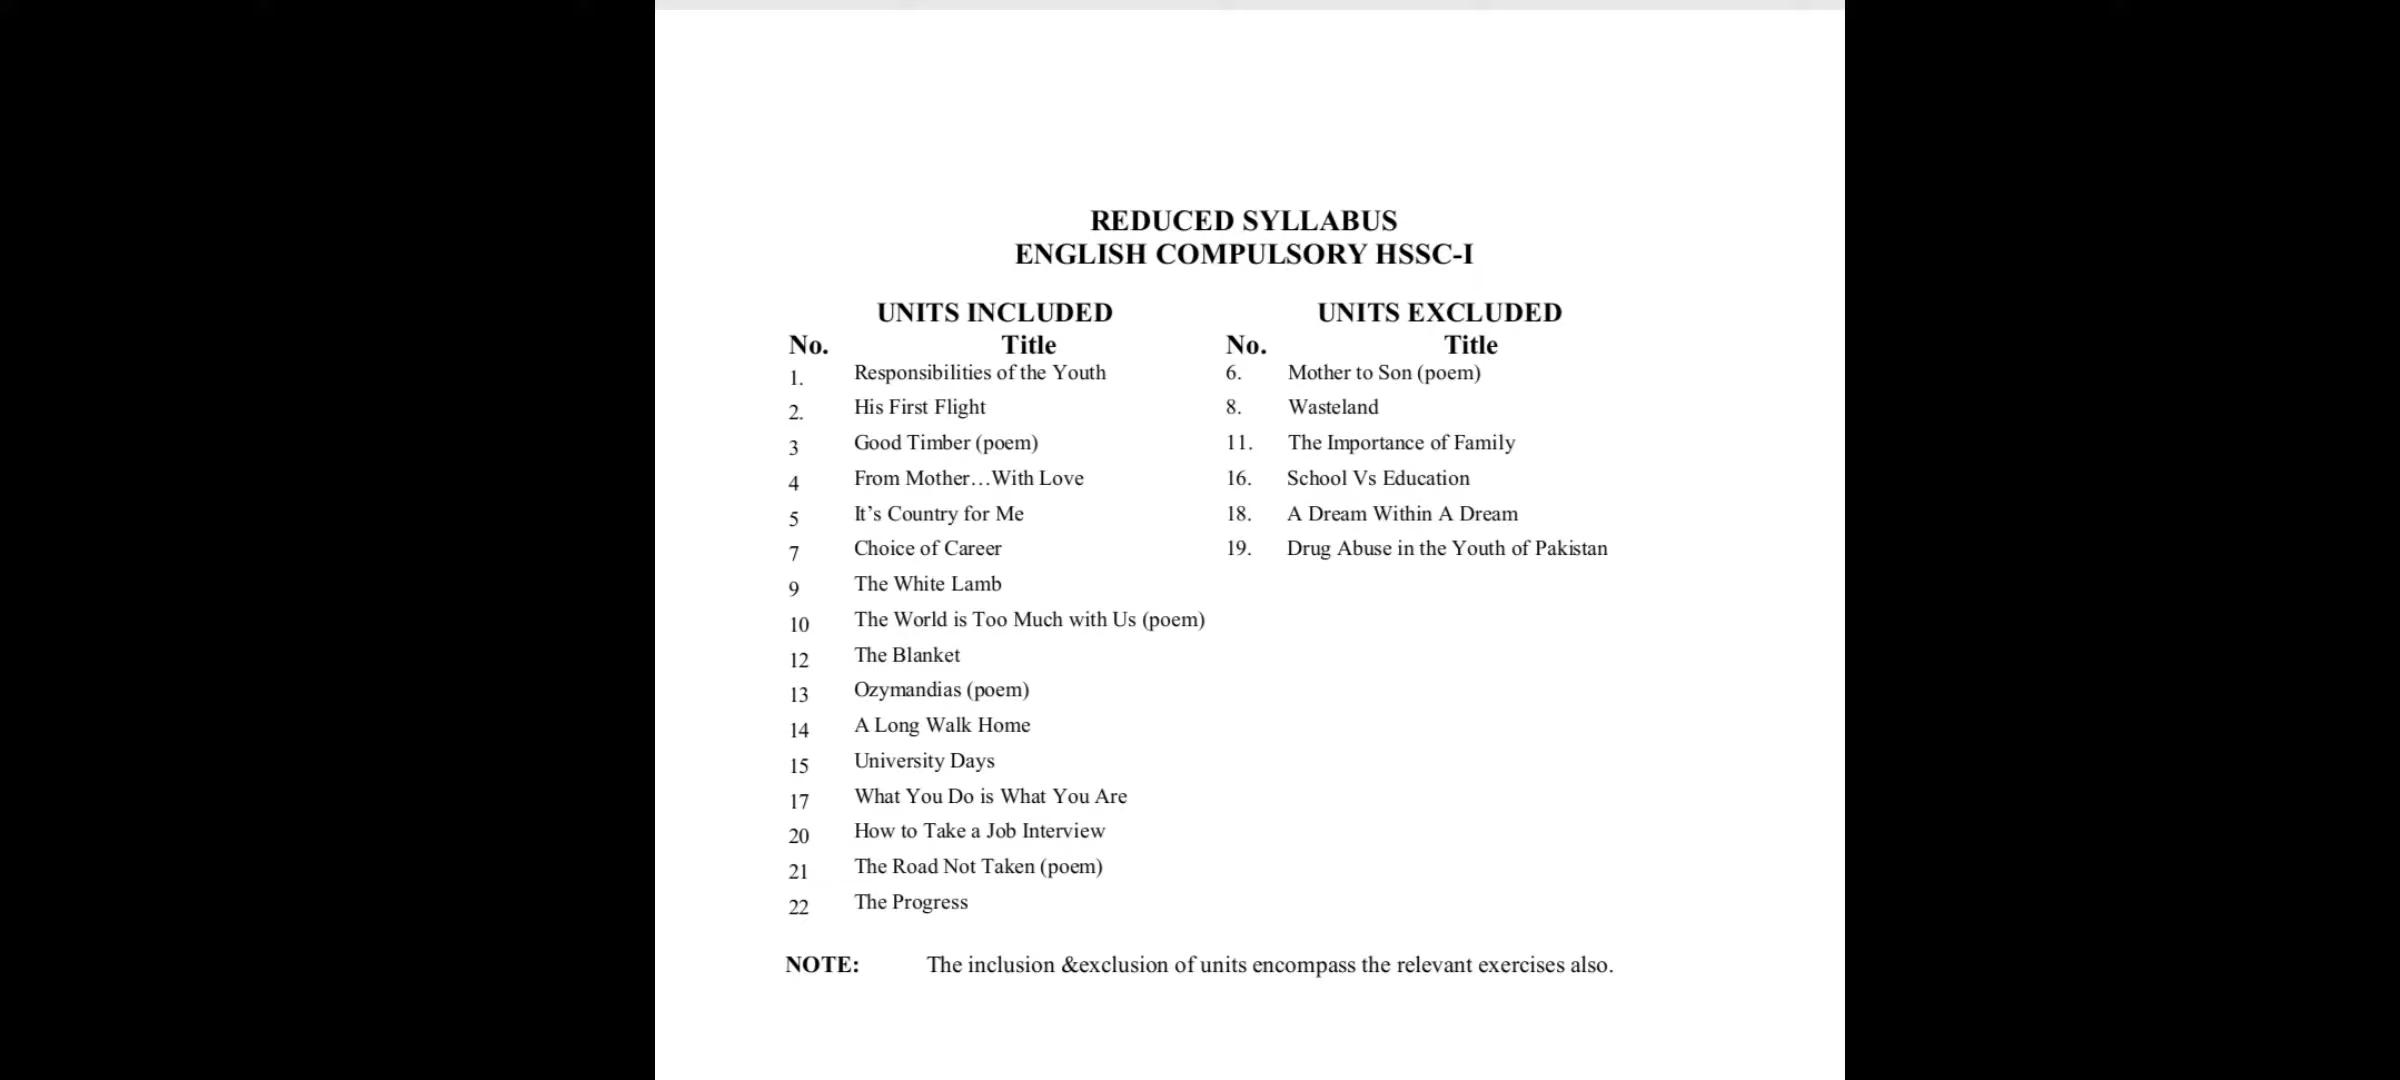 REDUCED SYLLABUS
ENGLISH COMPULSORY HSSC-I
UNITS INCLUDED UNITS EXCLUDED
No. Title No. Title
1. Responsibilities of the Youth 6. Mother to Son (poem)
2. His First Flight 8. Wasteland
3 Good Timber (poem) 11. The Importance of Family
4 From Mother…With Love 16. School Vs Education
5 It’s Country for Me 18. A Dream Within A Dream
7 Choice of Career 19. Drug Abuse in the Youth of Pakistan
9 The White Lamb
10 The World is Too Much with Us (poem)
12 The Blanket
13 Ozymandias (poem)
14 A Long Walk Home
15 University Days
17 What You Do is What You Are
20 How to Take a Job Interview
21 The Road Not Taken (poem)
22 The Progress
NOTE: The inclusion &exclusion of units encompass the relevant exercises also.